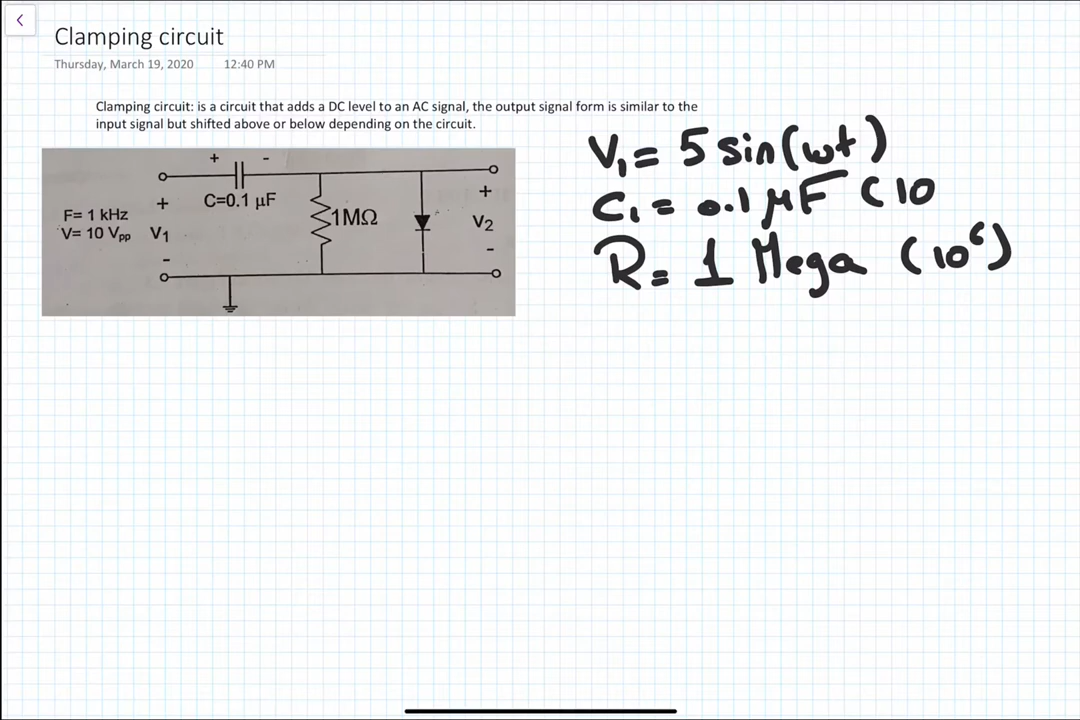 Clamping circuit
Thursday, March 19, 2020 12:40 PM
Clamping circuit: is a circuit that adds a DC level to an AC signal, the output signal form is similar to the
input signal but shifted above or below depending on the circuit.
+ -
C=0.1 µF
F= 1 kHz
V= 10 Vpp
+
V1
-
1MΩ
+
V2
-
V1= 5 sin(wt)
C1= 0.1 µF (10
R= 1 Mega (10⁶)